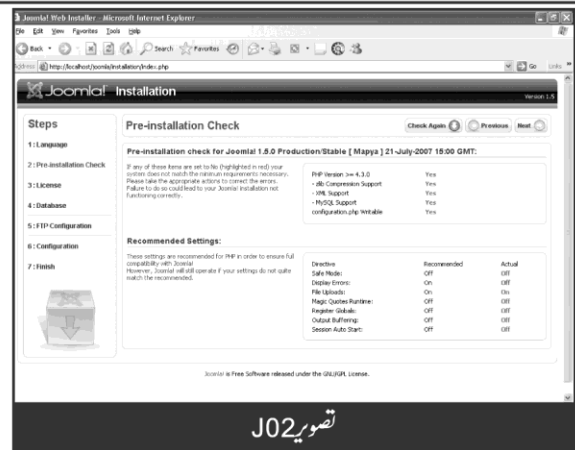 Joomla! Web Installer - Microsoft Internet Explorer
File Edit View Favorites Tools Help
Back Search Favorites
Address http://localhost/joomla/installation/index.php Go Links
Joomla! Installation
Version 1.5
Steps
1 : Language
2 : Pre-installation Check
3 : License
4 : Database
5 : FTP Configuration
6 : Configuration
7 : Finish
Pre-installation Check
Check Again Previous Next
Pre-installation check for Joomla! 1.5.0 Production/Stable [ Mapya ] 21-July-2007 15:00 GMT:
If any of these items are set to No (highlighted in red) your
system does not match the minimum requirements necessary.
Please take the appropriate actions to correct the errors.
Failure to do so could lead to your Joomla! installation not
functioning correctly.
PHP Version >= 4.3.0 Yes
- zlib Compression Support Yes
- XML Support Yes
- MySQL Support Yes
configuration.php Writable Yes
Recommended Settings:
These settings are recommended for PHP in order to ensure full
compatibility with Joomla!
However, Joomla! will still operate if your settings do not quite
match the recommended.
Directive Recommended Actual
Safe Mode: Off Off
Display Errors: On Off
File Uploads: On On
Magic Quotes Runtime: Off Off
Register Globals: Off Off
Output Buffering: Off Off
Session Auto Start: Off Off
Joomla! is Free Software released under the GNU/GPL License.
تصویر J02